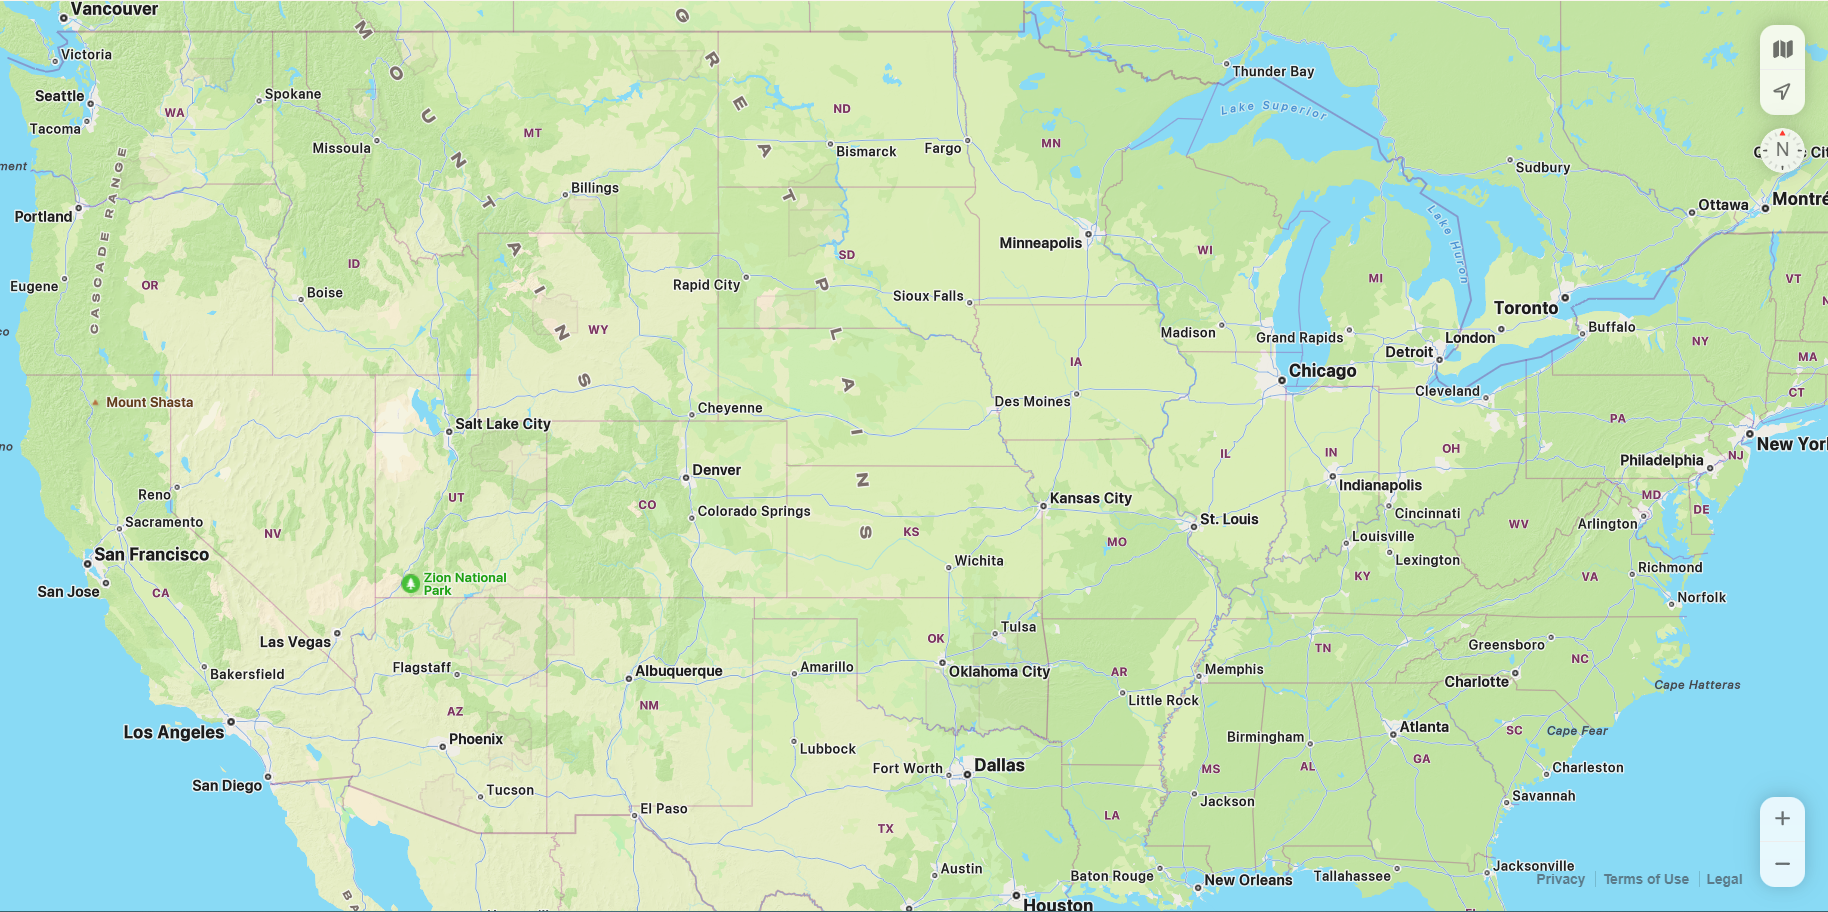 Vancouver
Victoria
Seattle
Tacoma
WA
Spokane
Missoula
MT
Billings
ND
Bismarck
Fargo
MN
Thunder Bay
Lake Superior
Sudbury
Ottawa
Montré
N
MOUNTAINS
GREAT PLAINS
CASCADE RANGE
Portland
Eugene
OR
ID
Boise
WY
Rapid City
SD
Sioux Falls
Minneapolis
WI
MI
Lake Huron
Toronto
VT
Madison
Grand Rapids
London
Buffalo
Detroit
NY
MA
IA
Chicago
Cleveland
CT
Mount Shasta
Salt Lake City
Cheyenne
Des Moines
PA
New Yor
NJ
Philadelphia
Denver
IL
IN
OH
Indianapolis
MD
DE
Reno
UT
CO
Colorado Springs
Kansas City
St. Louis
Cincinnati
WV
Arlington
Sacramento
NV
KS
MO
Louisville
Lexington
San Francisco
Wichita
KY
VA
Richmond
San Jose
CA
Zion National
Park
Norfolk
Las Vegas
OK
Tulsa
TN
Greensboro
NC
Bakersfield
Flagstaff
Albuquerque
Amarillo
Oklahoma City
AR
Memphis
Charlotte
Cape Hatteras
Little Rock
AZ
NM
Los Angeles
Phoenix
Lubbock
Birmingham
Atlanta
SC
Cape Fear
San Diego
Tucson
Fort Worth
Dallas
MS
AL
GA
Charleston
El Paso
Jackson
Savannah
TX
LA
Austin
Baton Rouge
New Orleans
Tallahassee
Jacksonville
Houston
Privacy
Terms of Use
Legal